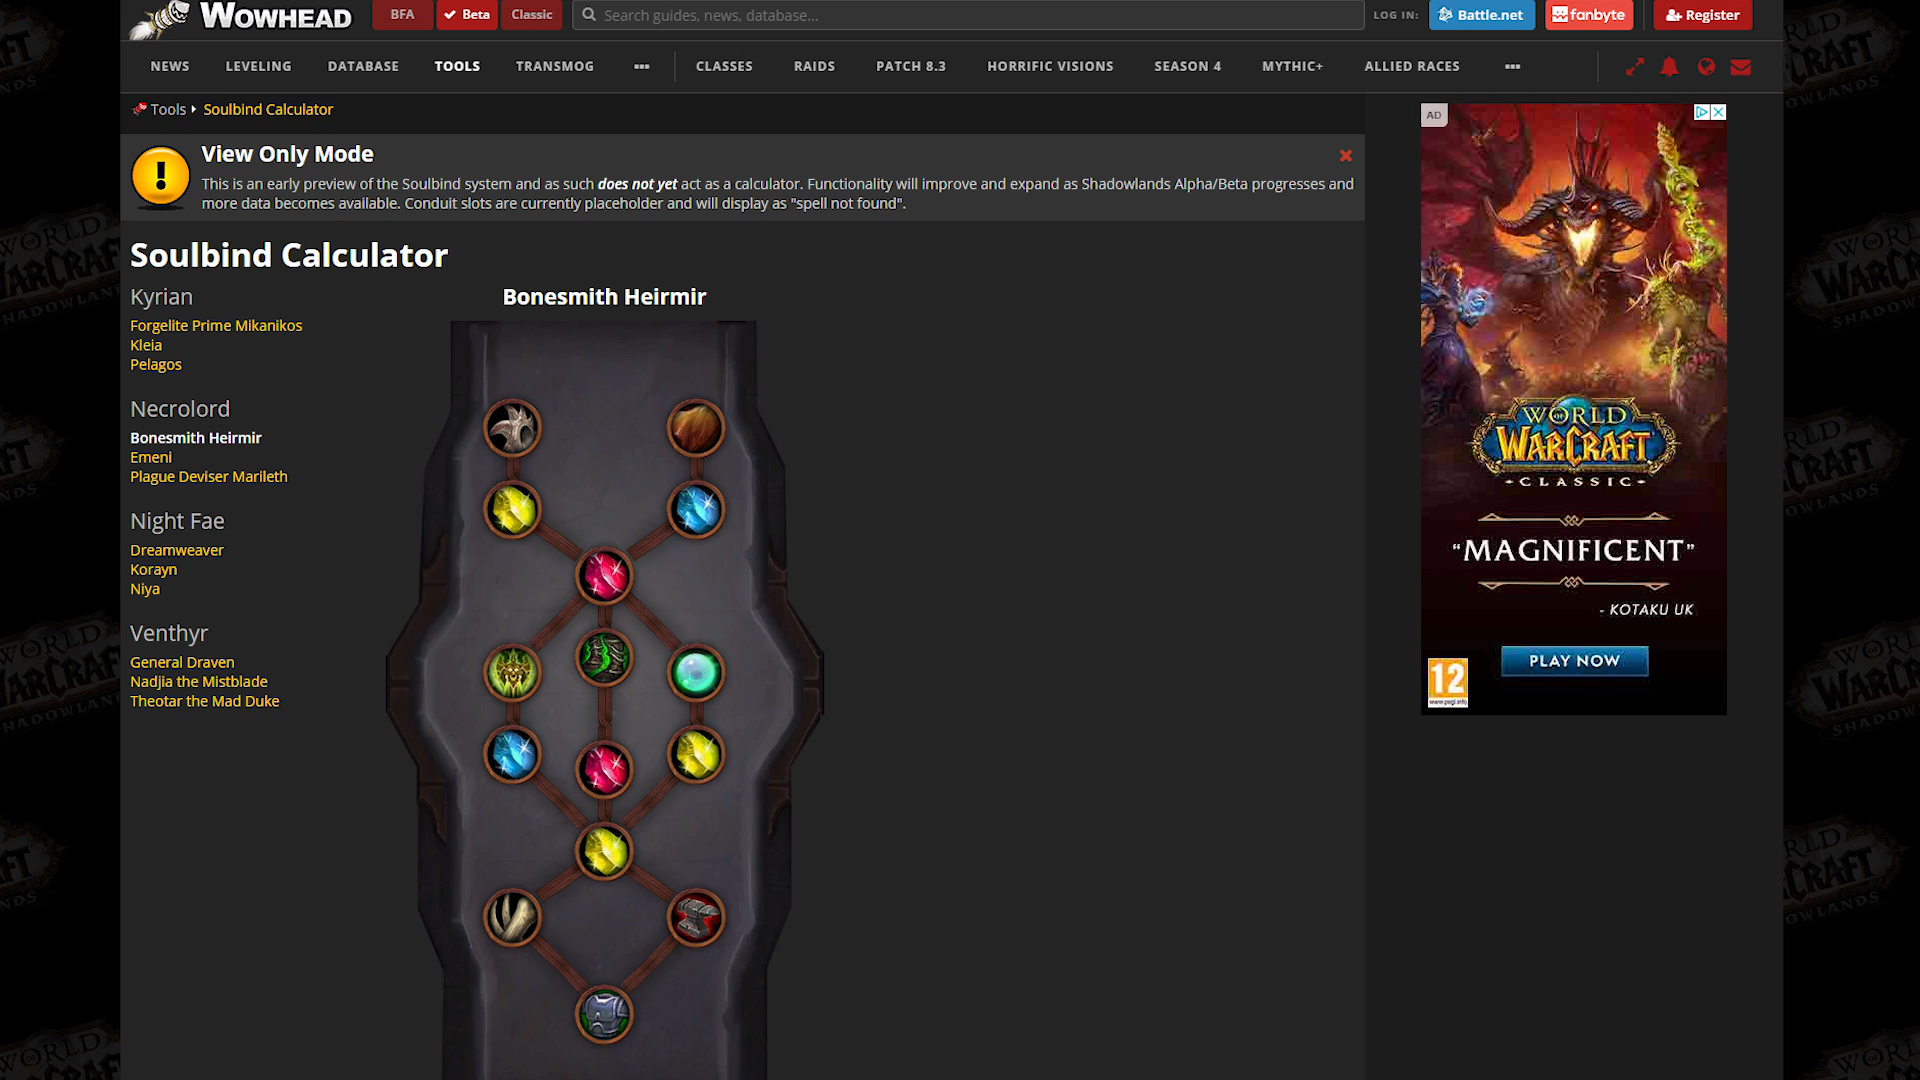 WOWHEAD
BFA
Beta
Classic
Search guides, news, database...
LOG IN:
Battle.net
fanbyte
Register
NEWS
LEVELING
DATABASE
TOOLS
TRANSMOG
CLASSES
RAIDS
PATCH 8.3
HORRIFIC VISIONS
SEASON 4
MYTHIC+
ALLIED RACES
Tools
Soulbind Calculator
View Only Mode
This is an early preview of the Soulbind system and as such does not yet act as a calculator. Functionality will improve and expand as Shadowlands Alpha/Beta progresses and
more data becomes available. Conduit slots are currently placeholder and will display as "spell not found".
Soulbind Calculator
Kyrian
Forgelite Prime Mikanikos
Kleia
Pelagos
Necrolord
Bonesmith Heirmir
Emeni
Plague Deviser Marileth
Night Fae
Dreamweaver
Korayn
Niya
Venthyr
General Draven
Nadjia the Mistblade
Theotar the Mad Duke
Bonesmith Heirmir
AD
WORLD
OF
WARCRAFT
CLASSIC
"MAGNIFICENT"
- KOTAKU UK
PLAY NOW
12
www.pegi.info